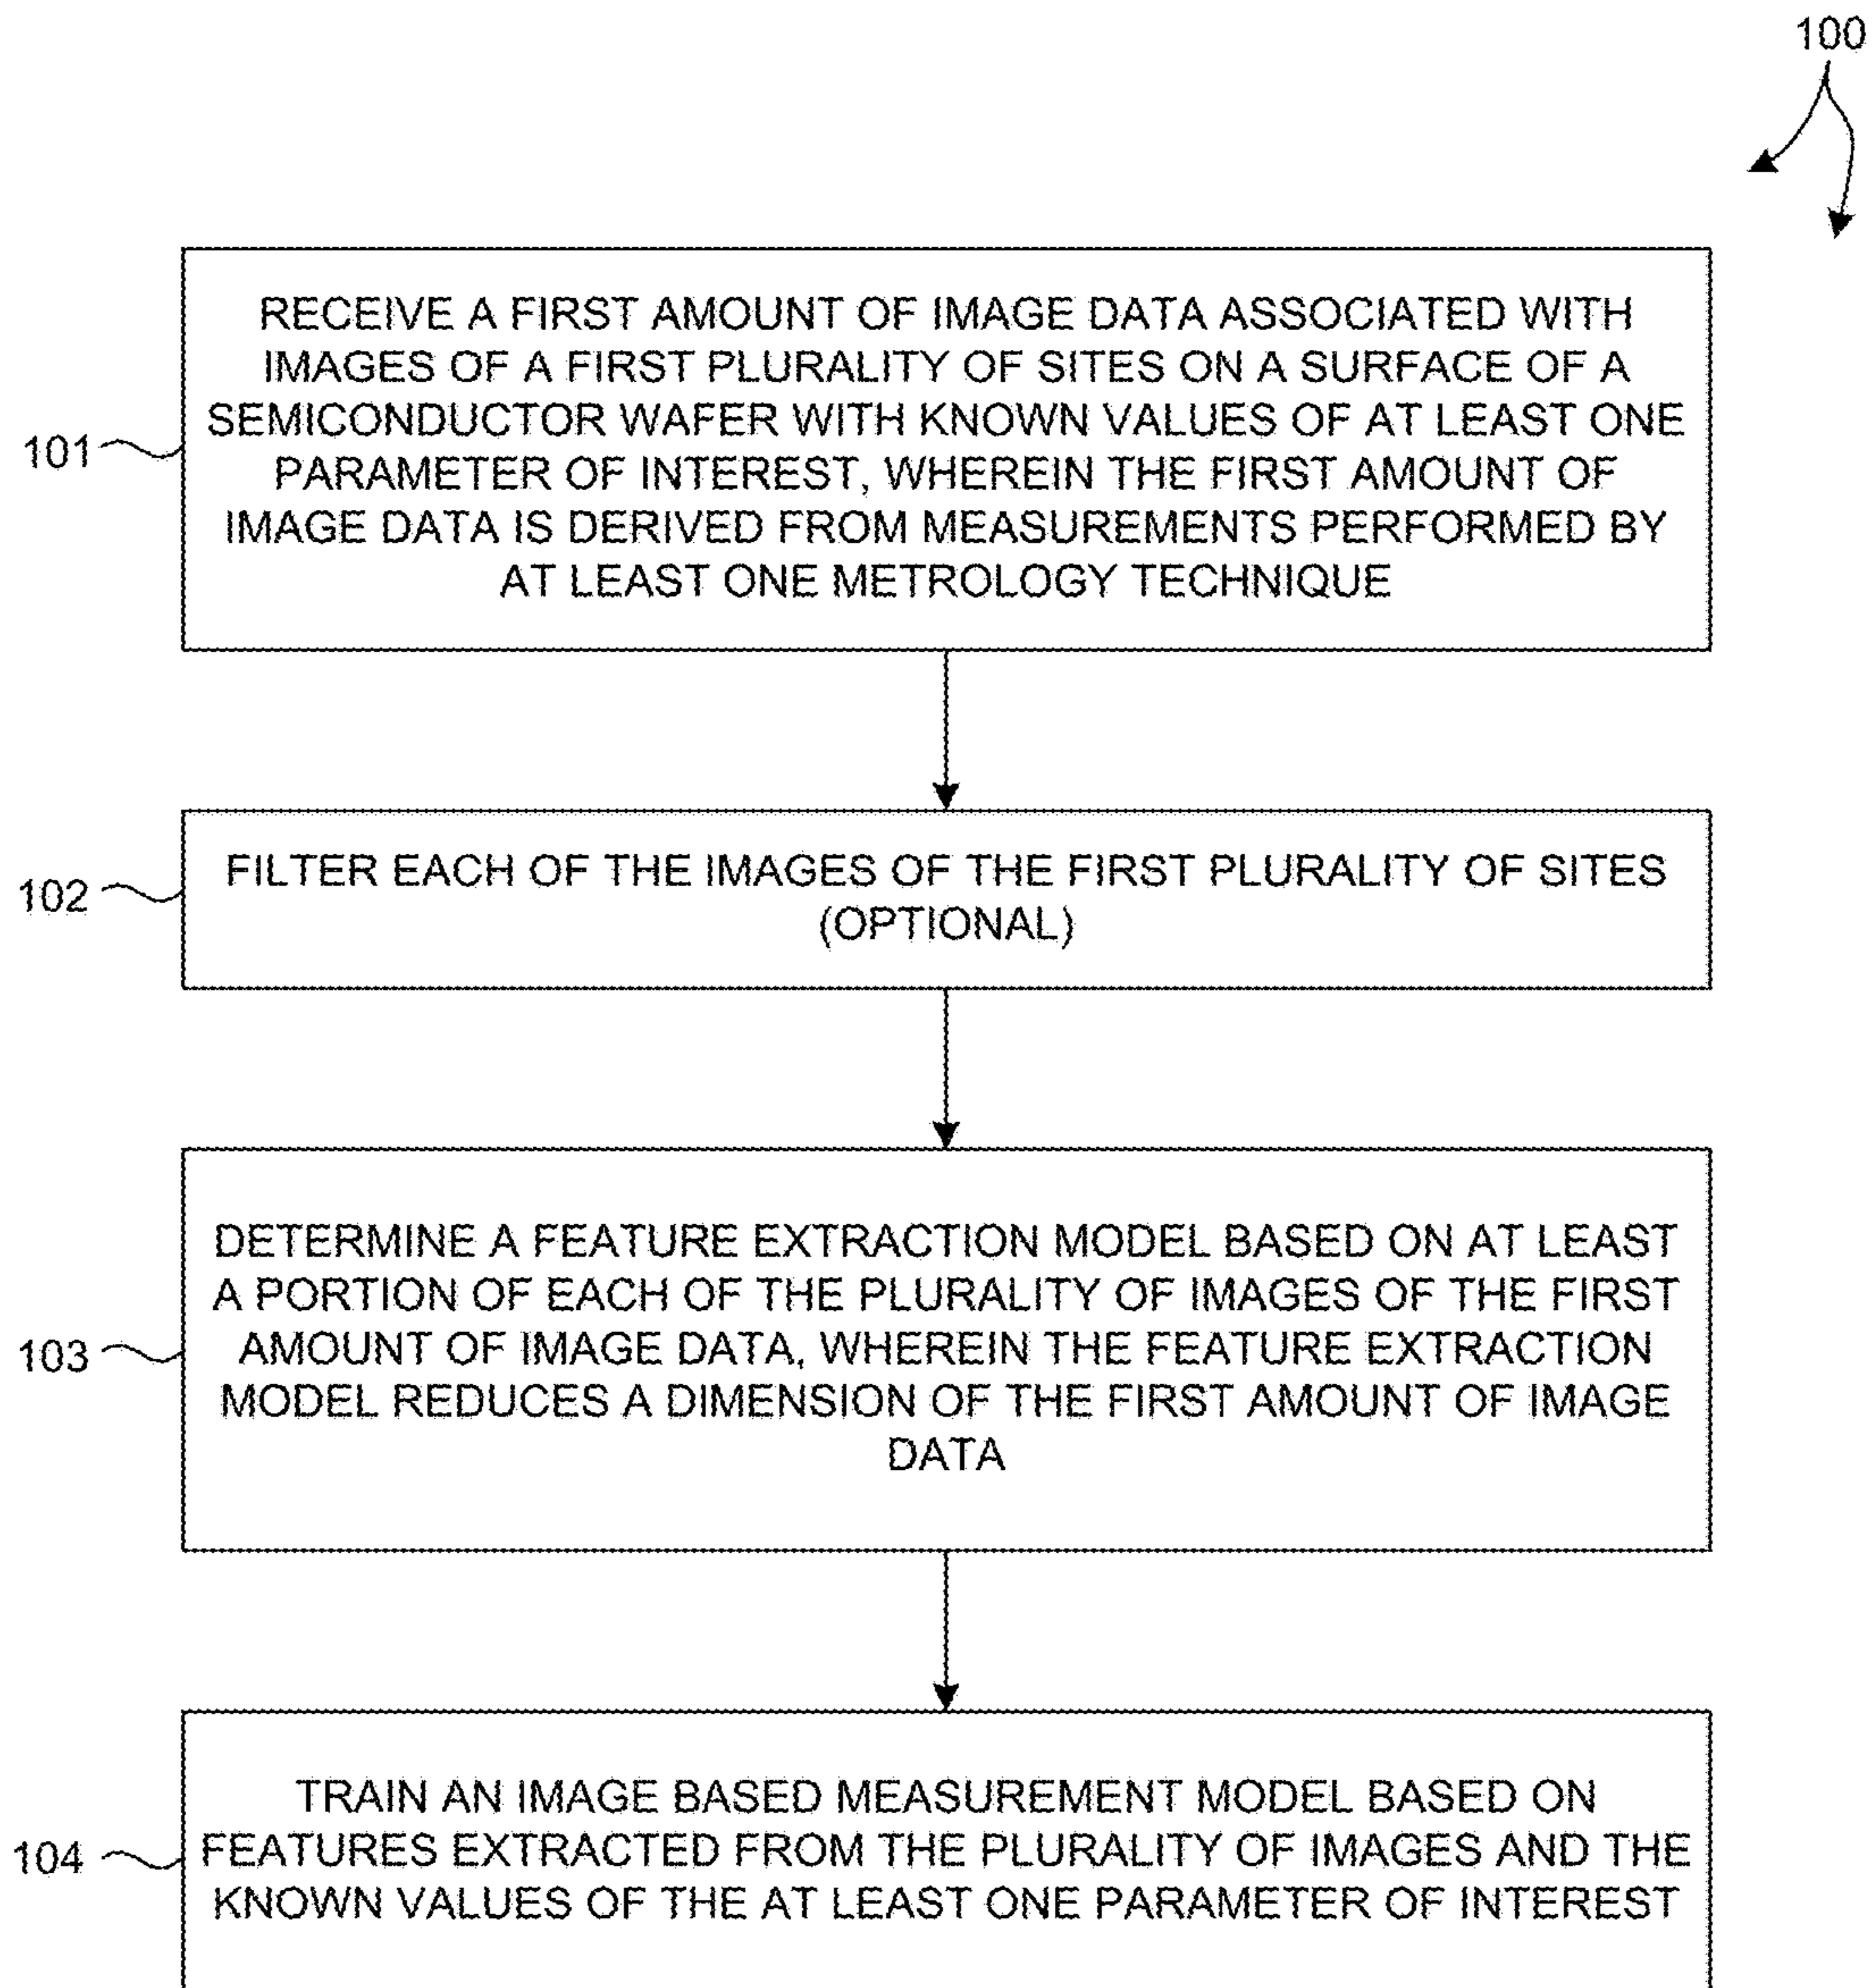 100
RECEIVE A FIRST AMOUNT OF IMAGE DATA ASSOCIATED WITH
IMAGES OF A FIRST PLURALITY OF SITES ON A SURFACE OF A
SEMICONDUCTOR WAFER WITH KNOWN VALUES OF AT LEAST ONE
101
PARAMETER OF INTEREST, WHEREIN THE FIRST AMOUNT OF
IMAGE DATA IS DERIVED FROM MEASUREMENTS PERFORMED BY
AT LEAST ONE METROLOGY TECHNIQUE
102
FILTER EACH OF THE IMAGES OF THE FIRST PLURALITY OF SITES
(OPTIONAL)
DETERMINE A FEATURE EXTRACTION MODEL BASED ON AT LEAST
A PORTION OF EACH OF THE PLURALITY OF IMAGES OF THE FIRST
103
AMOUNT OF IMAGE DATA, WHEREIN THE FEATURE EXTRACTION
MODEL REDUCES A DIMENSION OF THE FIRST AMOUNT OF IMAGE
DATA
TRAIN AN IMAGE BASED MEASUREMENT MODEL BASED ON
104
FEATURES EXTRACTED FROM THE PLURALITY OF IMAGES AND THE
KNOWN VALUES OF THE AT LEAST ONE PARAMETER OF INTEREST